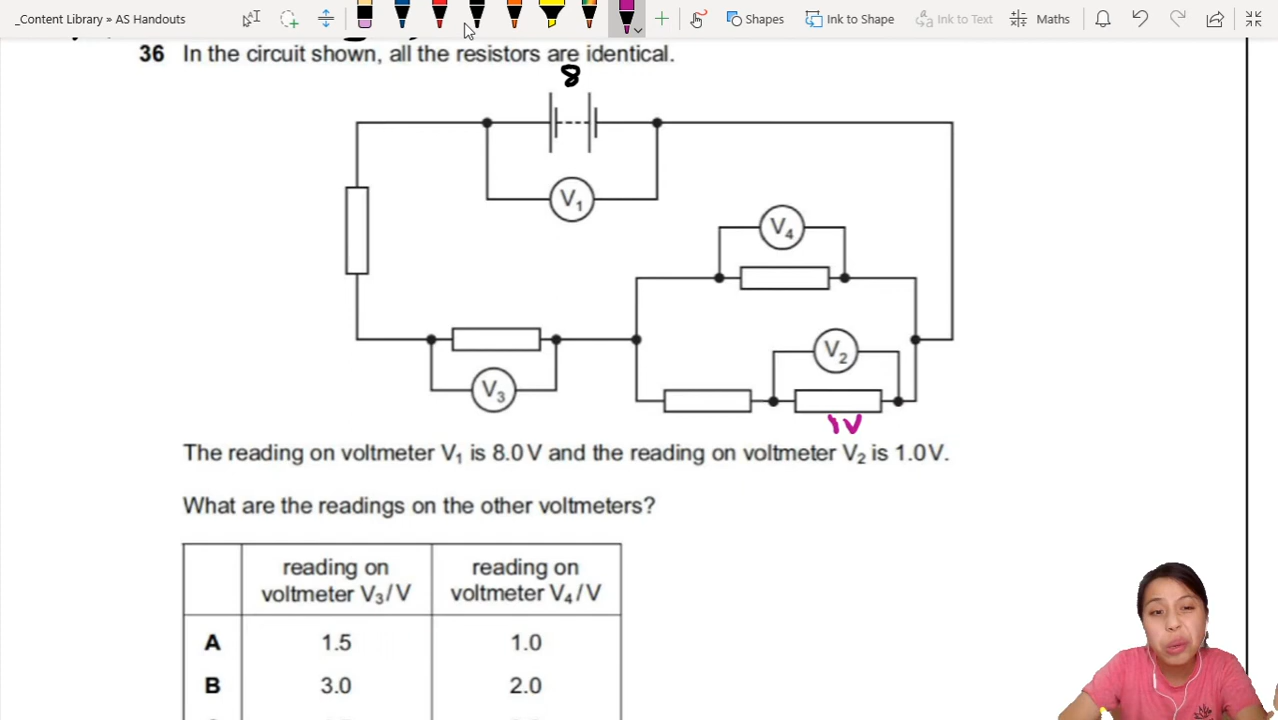 _Content Library » AS Handouts
Shapes
Ink to Shape
Ink to Text
Maths
36 In the circuit shown, all the resistors are identical.
8
V1
V4
V2
V3
1V
The reading on voltmeter V1 is 8.0 V and the reading on voltmeter V2 is 1.0 V.
What are the readings on the other voltmeters?
reading on voltmeter V3/V
reading on voltmeter V4/V
A 1.5 1.0
B 3.0 2.0